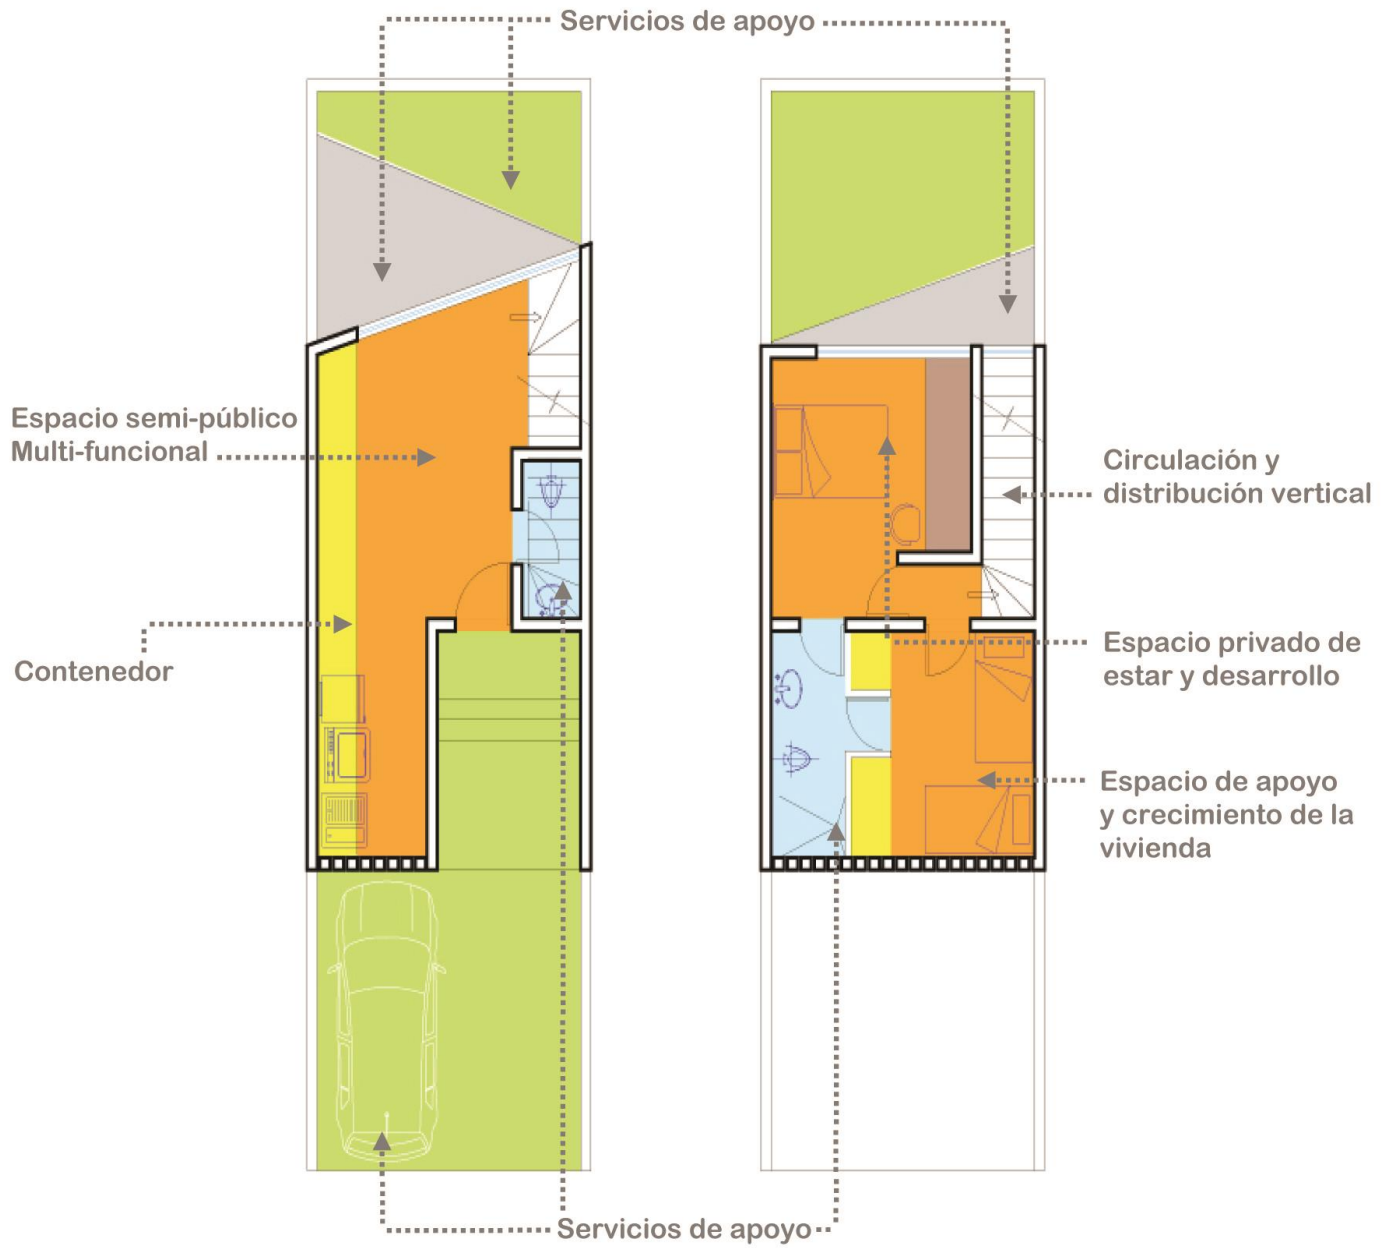 Servicios de apoyo
Espacio semi-público
Multi-funcional
Contenedor
Circulación y
distribución vertical
Espacio privado de
estar y desarrollo
Espacio de apoyo
y crecimiento de la
vivienda
Servicios de apoyo